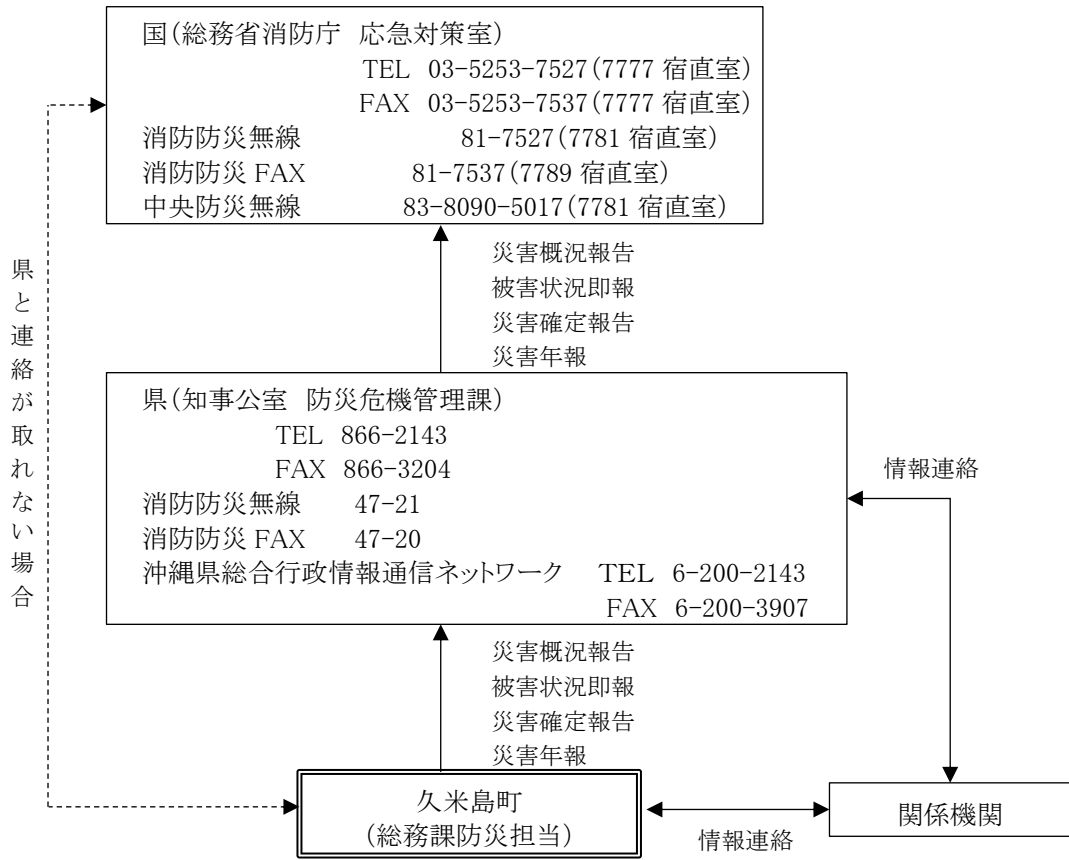 国(総務省消防庁 応急対策室)
TEL 03-5253-7527(7777 宿直室)
FAX 03-5253-7537(7777 宿直室)
消防防災無線 81-7527(7781 宿直室)
消防防災 FAX 81-7537(7789 宿直室)
中央防災無線 83-8090-5017(7781 宿直室)
県と連絡が取れない場合
災害概況報告
被害状況即報
災害確定報告
災害年報
県(知事公室 防災危機管理課)
TEL 866-2143
FAX 866-3204
消防防災無線 47-21
消防防災 FAX 47-20
沖縄県総合行政情報通信ネットワーク TEL 6-200-2143
FAX 6-200-3907
情報連絡
災害概況報告
被害状況即報
災害確定報告
災害年報
久米島町
(総務課防災担当)
情報連絡
関係機関